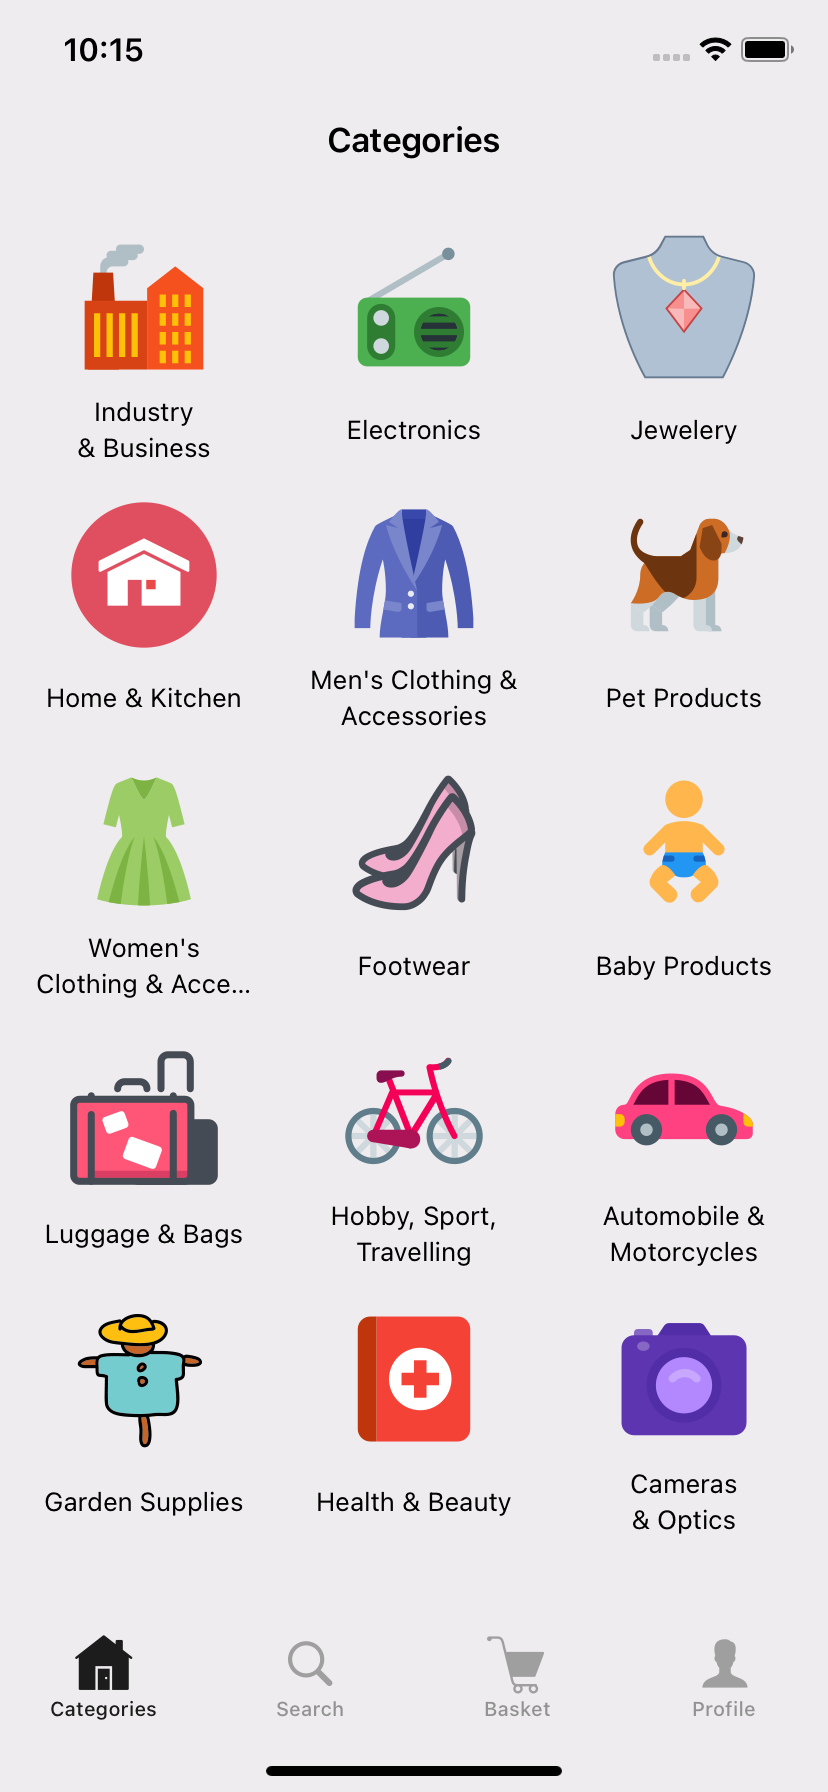 10:15
Categories
Industry
& Business
Electronics
Jewelery
Home & Kitchen
Men's Clothing &
Accessories
Pet Products
Women's
Clothing & Acce...
Footwear
Baby Products
Luggage & Bags
Hobby, Sport,
Travelling
Automobile &
Motorcycles
Garden Supplies
Health & Beauty
Cameras
& Optics
Categories
Search
Basket
Profile